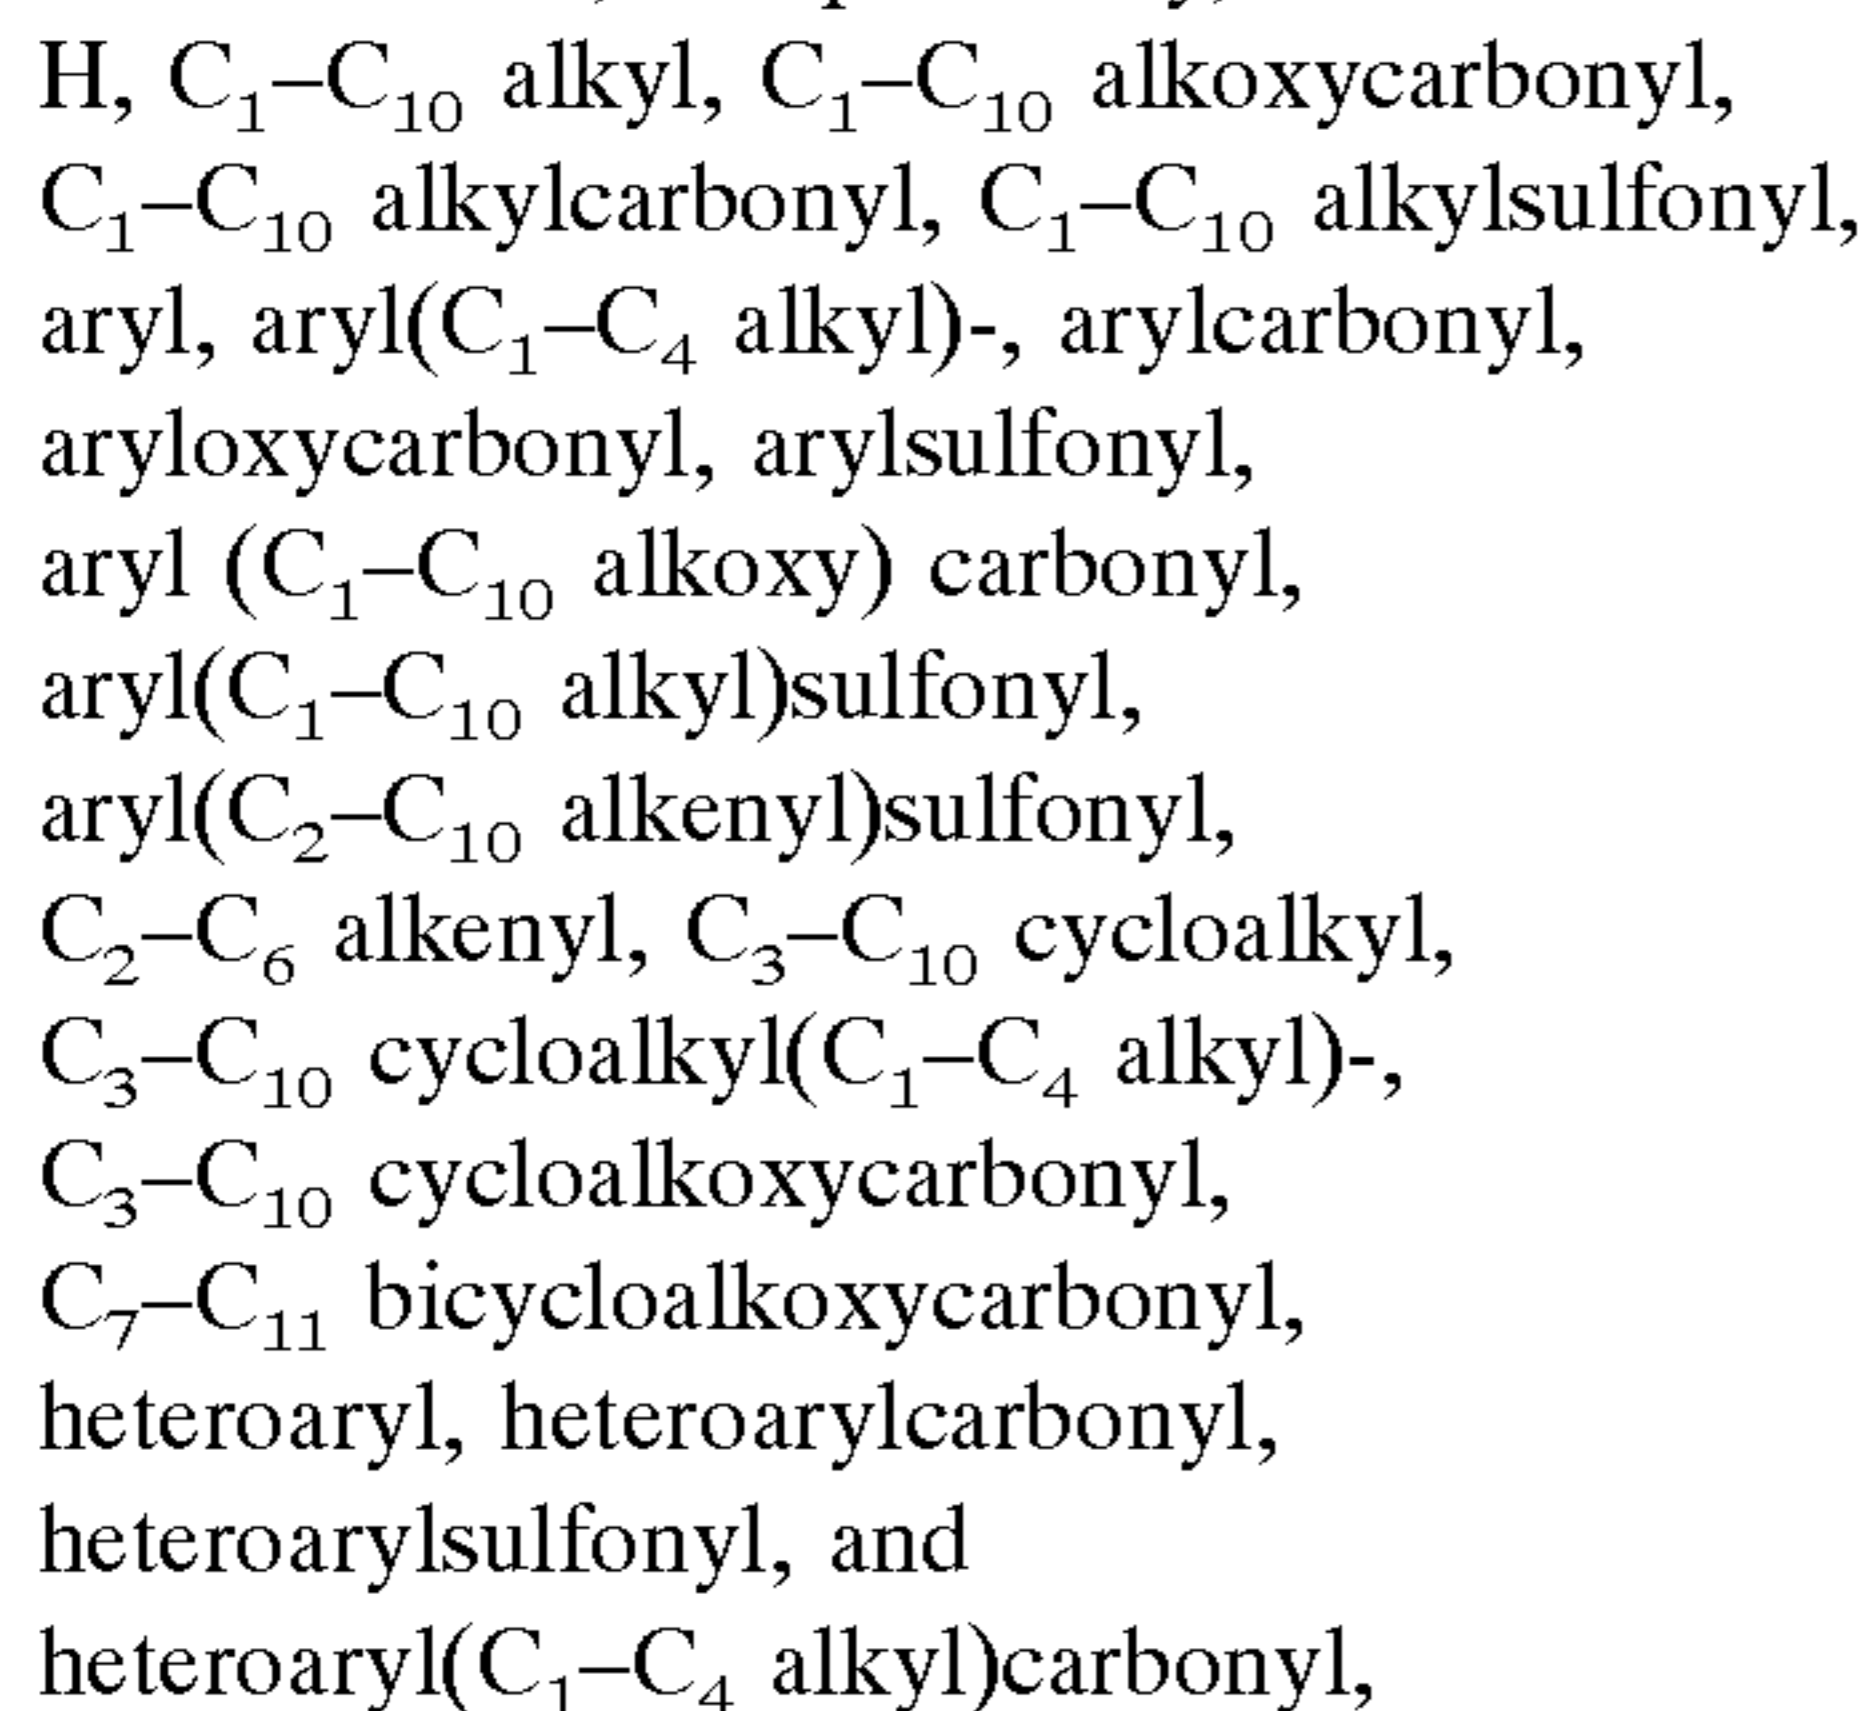 H, C₁–C₁₀ alkyl, C₁–C₁₀ alkoxycarbonyl,
C₁–C₁₀ alkylcarbonyl, C₁–C₁₀ alkylsulfonyl,
aryl, aryl(C₁–C₄ alkyl)-, arylcarbonyl,
aryloxycarbonyl, arylsulfonyl,
aryl (C₁–C₁₀ alkoxy) carbonyl,
aryl(C₁–C₁₀ alkyl)sulfonyl,
aryl(C₂–C₁₀ alkenyl)sulfonyl,
C₂–C₆ alkenyl, C₃–C₁₀ cycloalkyl,
C₃–C₁₀ cycloalkyl(C₁–C₄ alkyl)-,
C₃–C₁₀ cycloalkoxycarbonyl,
C₇–C₁₁ bicycloalkoxycarbonyl,
heteroaryl, heteroarylcarbonyl,
heteroarylsulfonyl, and
heteroaryl(C₁–C₄ alkyl)carbonyl,